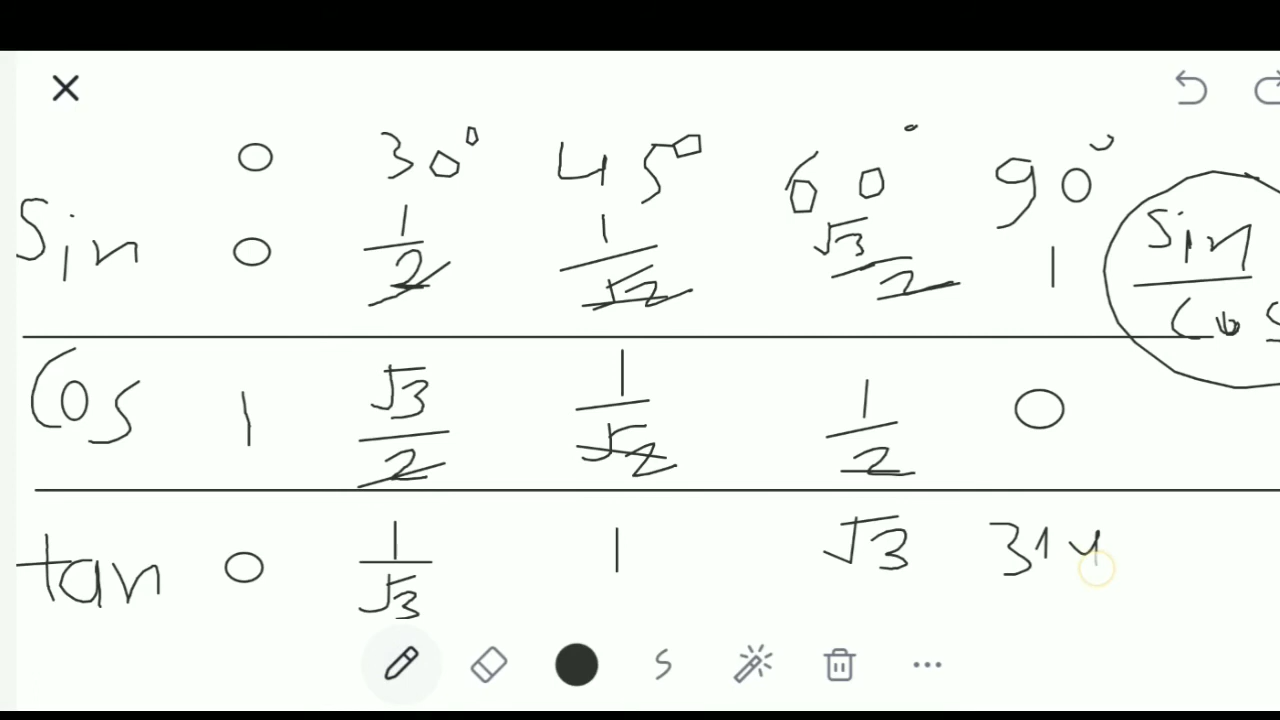 0 30° 45° 60° 90°
Sin 0 1/2 1/√2 √3/2 1
Sin/Cos
Cos 1 √3/2 1/√2 1/2 0
tan 0 1/√3 1 √3